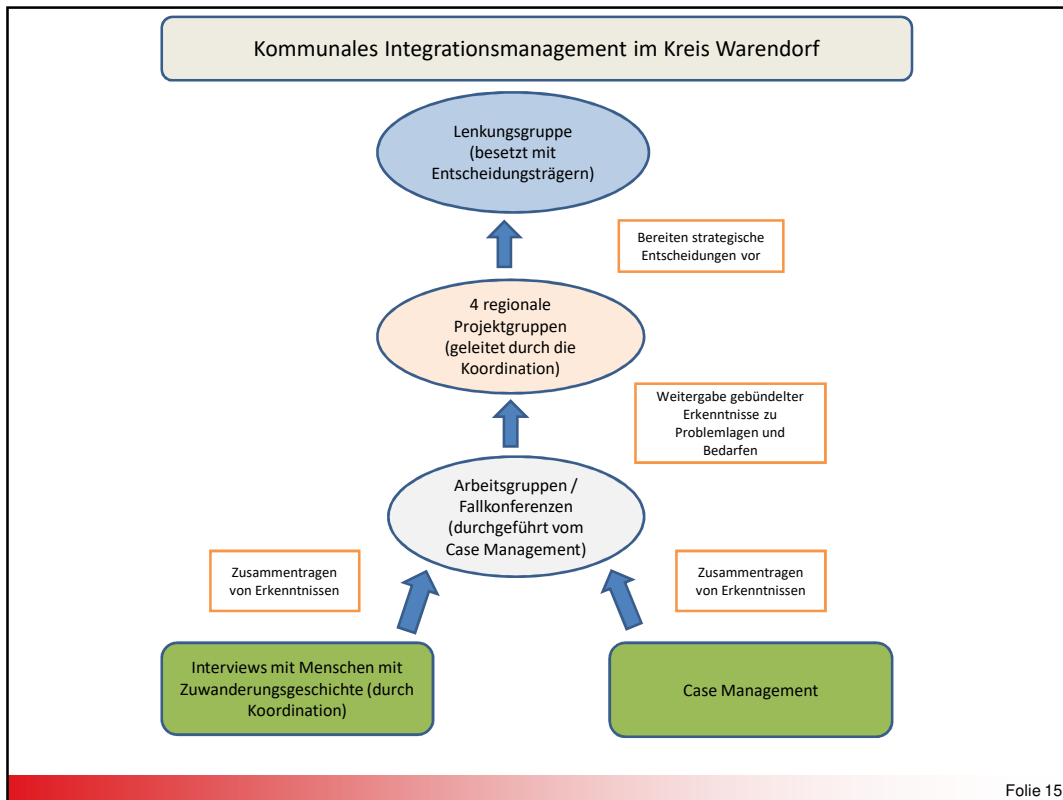 Kommunales Integrationsmanagement im Kreis Warendorf
Lenkungsgruppe
(besetzt mit
Entscheidungsträgern)
Bereiten strategische
Entscheidungen vor
4 regionale
Projektgruppen
(geleitet durch die
Koordination)
Weitergabe gebündelter
Erkenntnisse zu
Problemlagen und
Bedarfen
Arbeitsgruppen /
Fallkonferenzen
(durchgeführt vom
Case Management)
Zusammentragen
von Erkenntnissen
Zusammentragen
von Erkenntnissen
Interviews mit Menschen mit
Zuwanderungsgeschichte (durch
Koordination)
Case Management
Folie 15